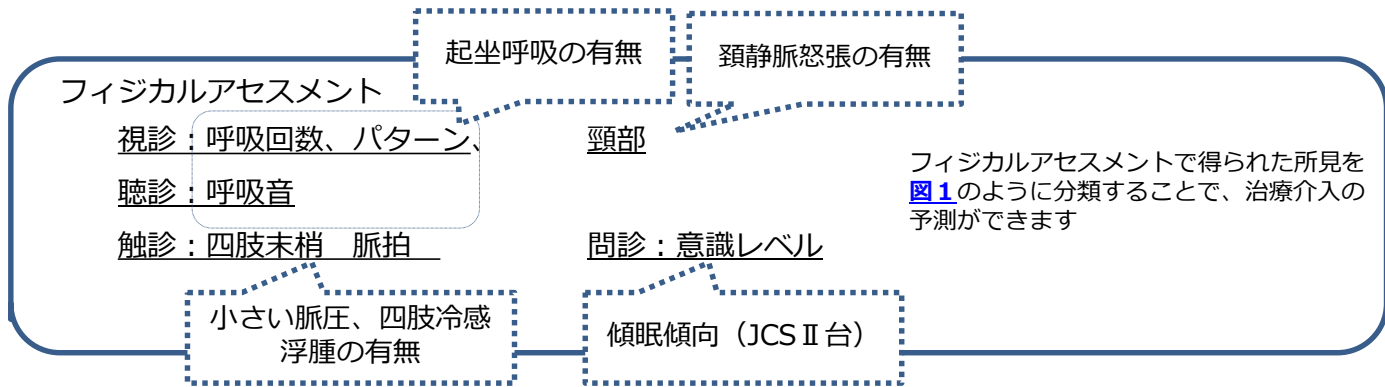 起坐呼吸の有無
頚静脈怒張の有無
フィジカルアセスメント
視診：呼吸回数、パターン、 頸部
聴診：呼吸音
触診：四肢末梢　脈拍 問診：意識レベル
フィジカルアセスメントで得られた所見を
図１のように分類することで、治療介入の
予測ができます
小さい脈圧、四肢冷感
浮腫の有無
傾眠傾向（JCSⅡ台）